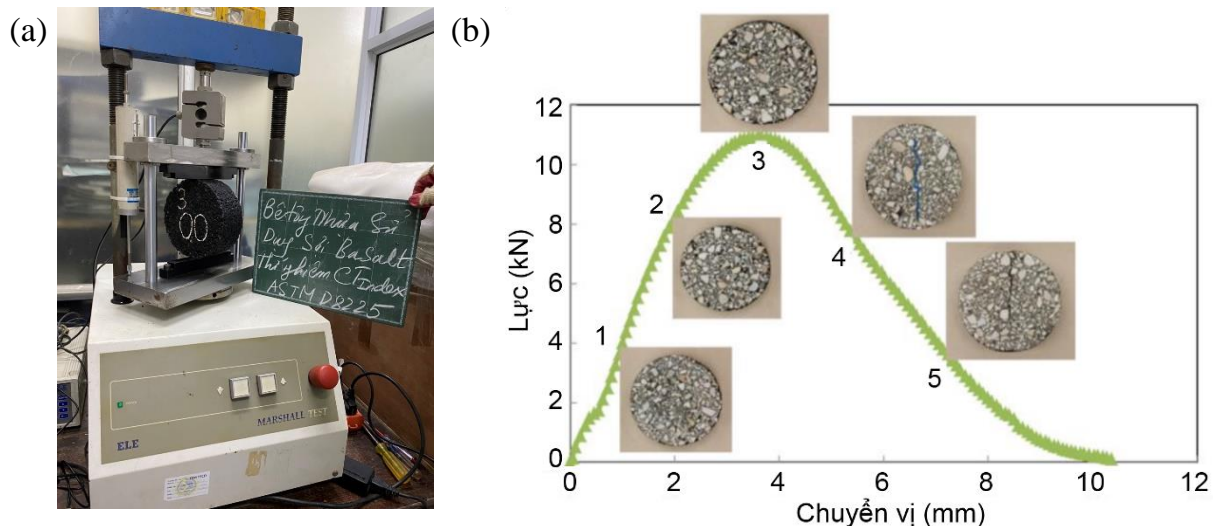 (a)
3
00
Bê tông Nhựa Sử
Dụng Sợi Basalt
Thí nghiệm CT Index
ASTM D8225
ELE
MARSHALL TEST
(b)
Lực (kN)
12
10
8
6
4
2
0
1
2
3
4
5
0 2 4 6 8 10 12
Chuyển vị (mm)